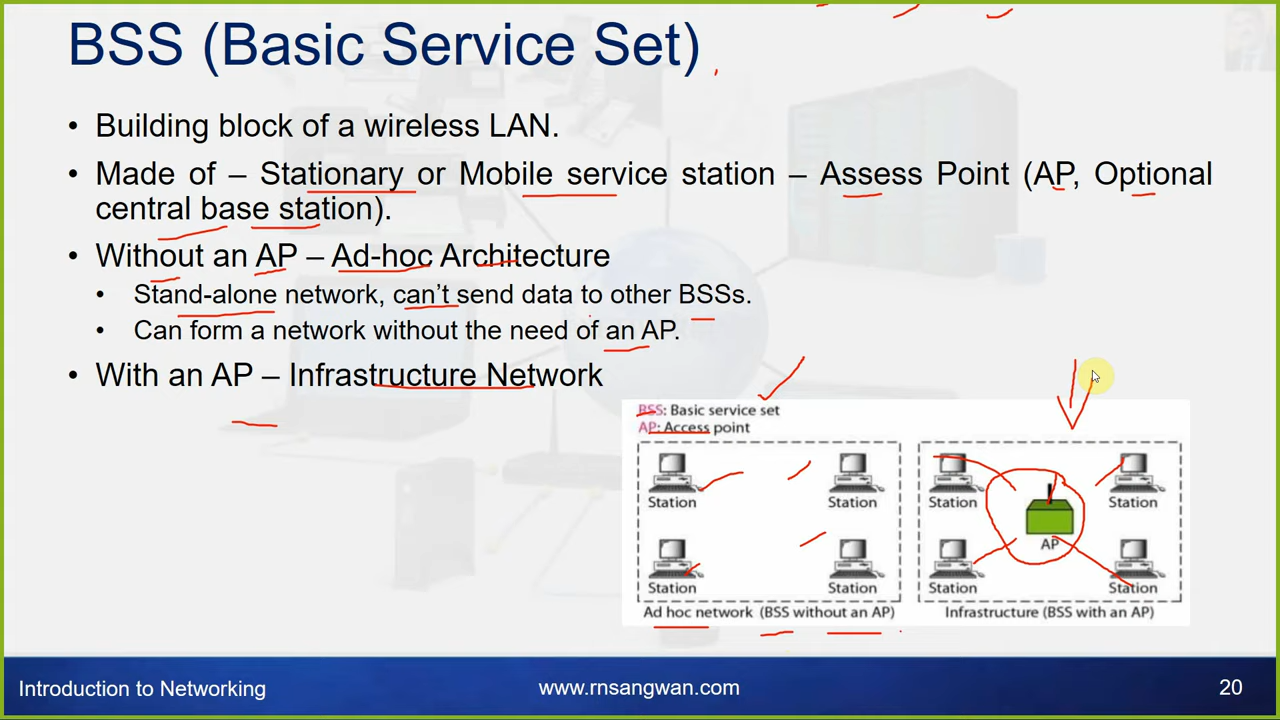 BSS (Basic Service Set)
• Building block of a wireless LAN.
• Made of – Stationary or Mobile service station – Assess Point (AP, Optional
central base station).
• Without an AP – Ad-hoc Architecture
• Stand-alone network, can't send data to other BSSs.
• Can form a network without the need of an AP.
• With an AP – Infrastructure Network
BSS: Basic service set
AP: Access point
Station Station Station Station
AP
Station Station Station Station
Ad hoc network (BSS without an AP) Infrastructure (BSS with an AP)
Introduction to Networking www.rnsangwan.com 20